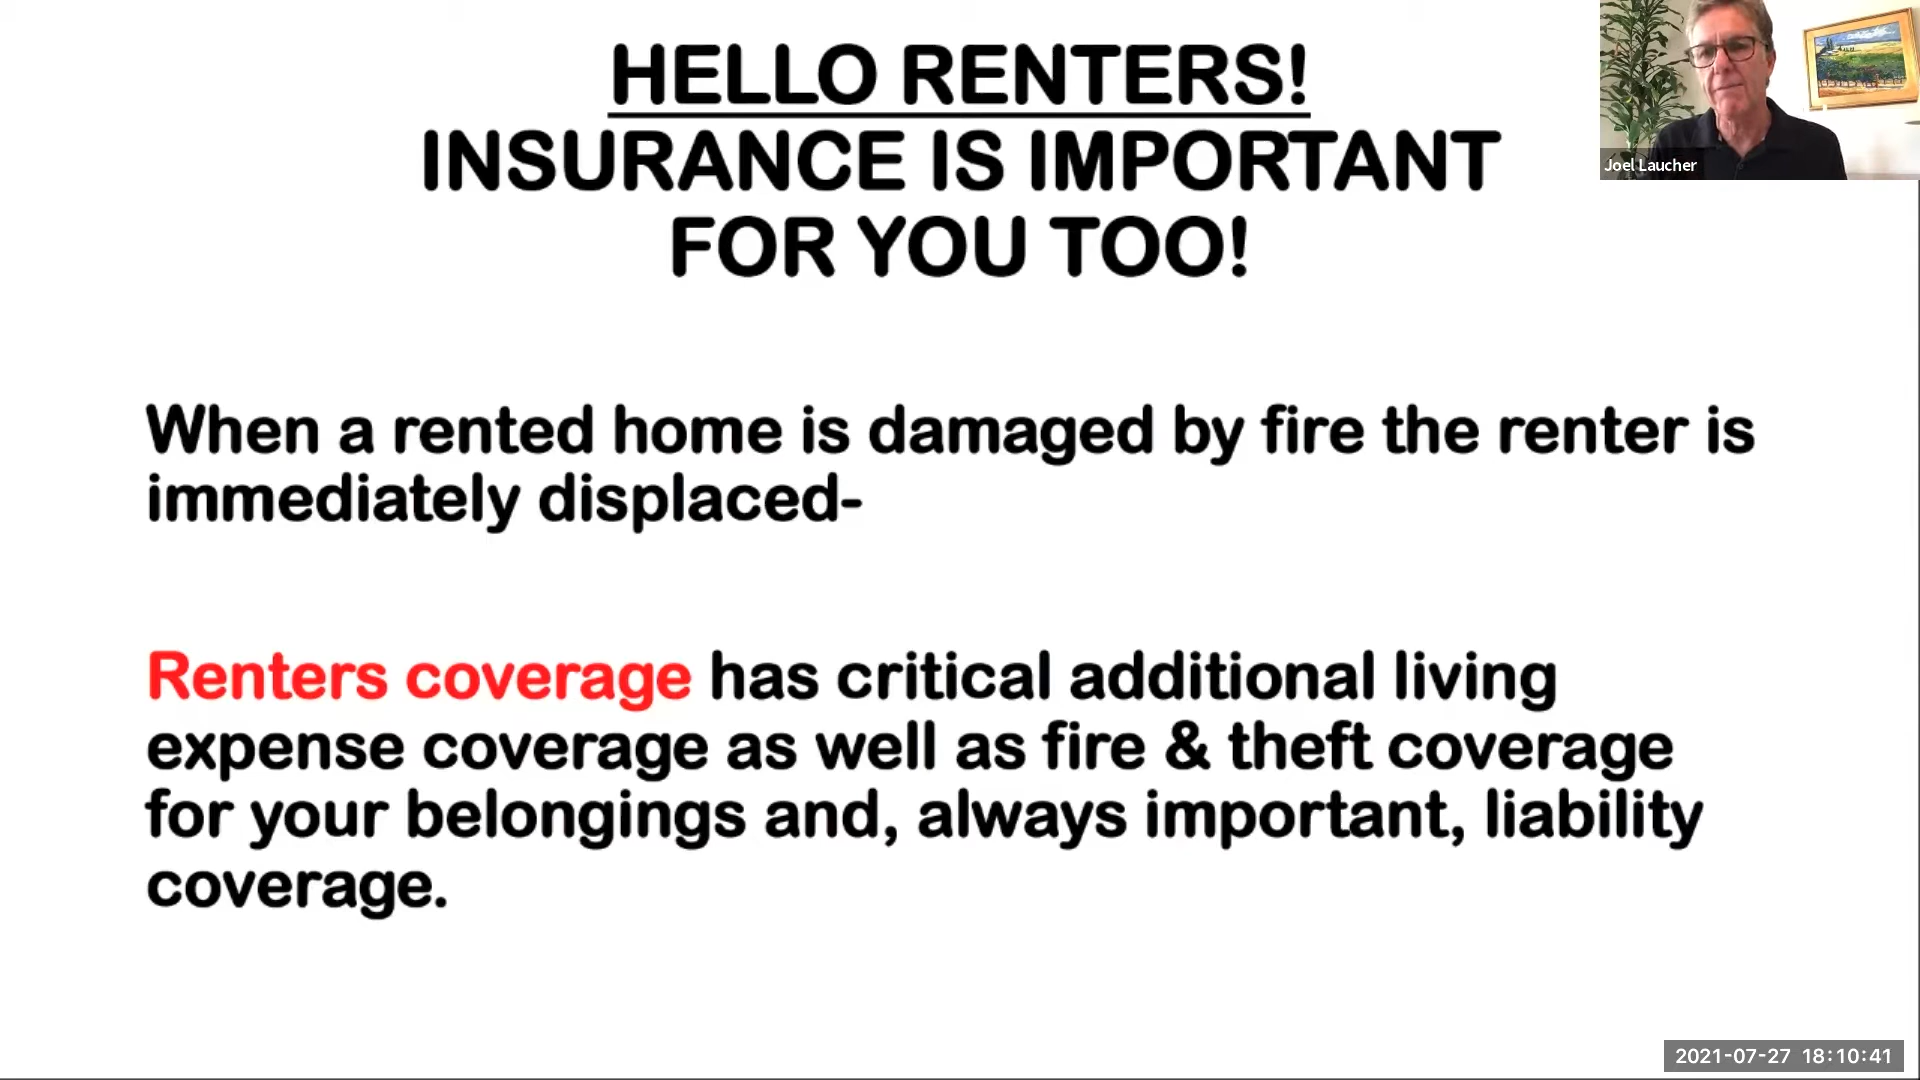 HELLO RENTERS!
INSURANCE IS IMPORTANT
FOR YOU TOO!
Joel Laucher
When a rented home is damaged by fire the renter is
immediately displaced-
Renters coverage has critical additional living
expense coverage as well as fire & theft coverage
for your belongings and, always important, liability
coverage.
2021-07-27 18:10:41